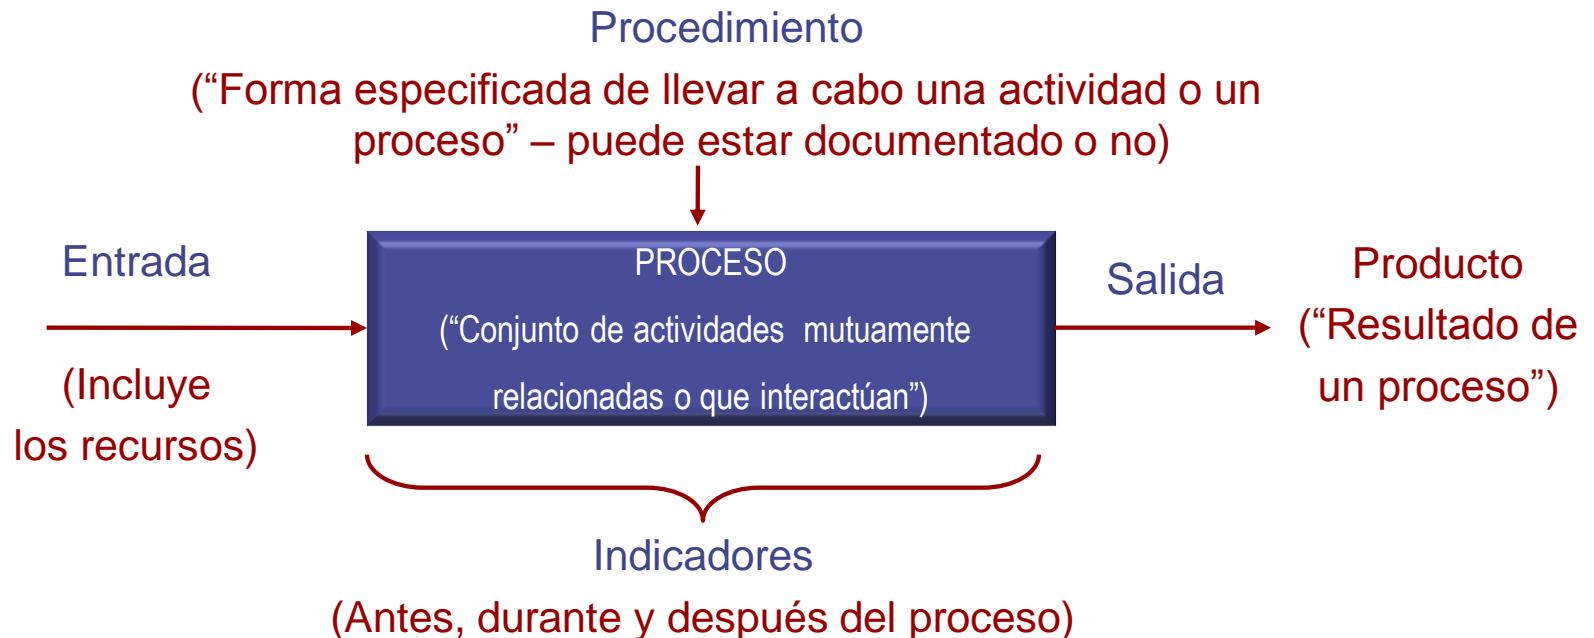 Procedimiento
(“Forma especificada de llevar a cabo una actividad o un
proceso” – puede estar documentado o no)
Entrada
(Incluye
los recursos)
PROCESO
(“Conjunto de actividades mutuamente
relacionadas o que interactúan”)
Salida
Producto
(“Resultado de
un proceso”)
Indicadores
(Antes, durante y después del proceso)